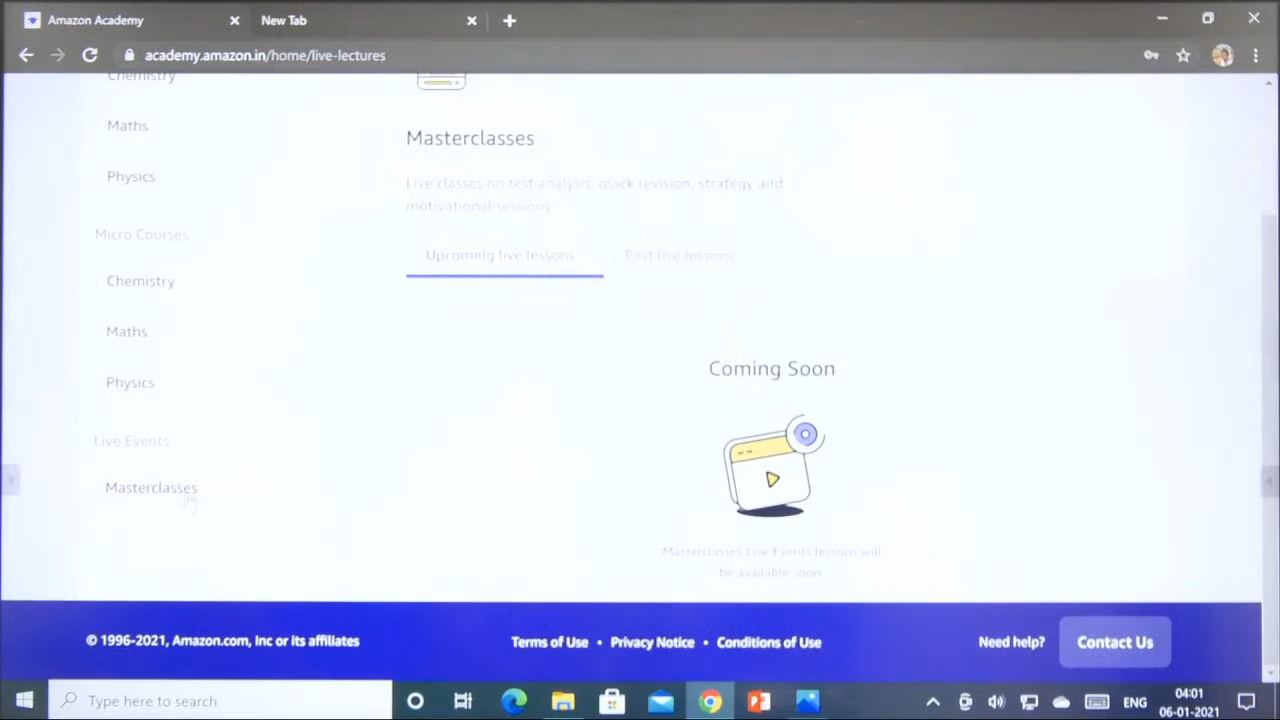 Amazon Academy
New Tab
academy.amazon.in/home/live-lectures
Chemistry
Maths
Physics
Micro Courses
Chemistry
Maths
Physics
Live Events
Masterclasses
Masterclasses
Live classes on test analysis, quick revision, strategy and
motivational sessions
Upcoming live lessons
Past live lessons
Coming Soon
Masterclasses Live Events lessons will
be available soon
© 1996-2021, Amazon.com, Inc or its affiliates
Terms of Use • Privacy Notice • Conditions of Use
Need help?
Contact Us
Type here to search
ENG
04:01
06-01-2021